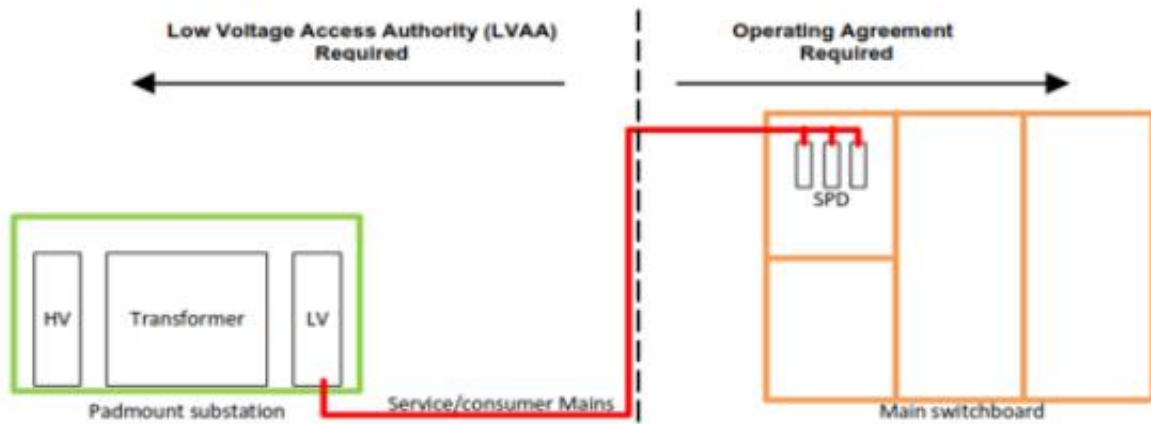 Low Voltage Access Authority (LVAA)
Required
Operating Agreement
Required
SPD
HV
Transformer
LV
Padmount substation
Service/consumer Mains
Main switchboard